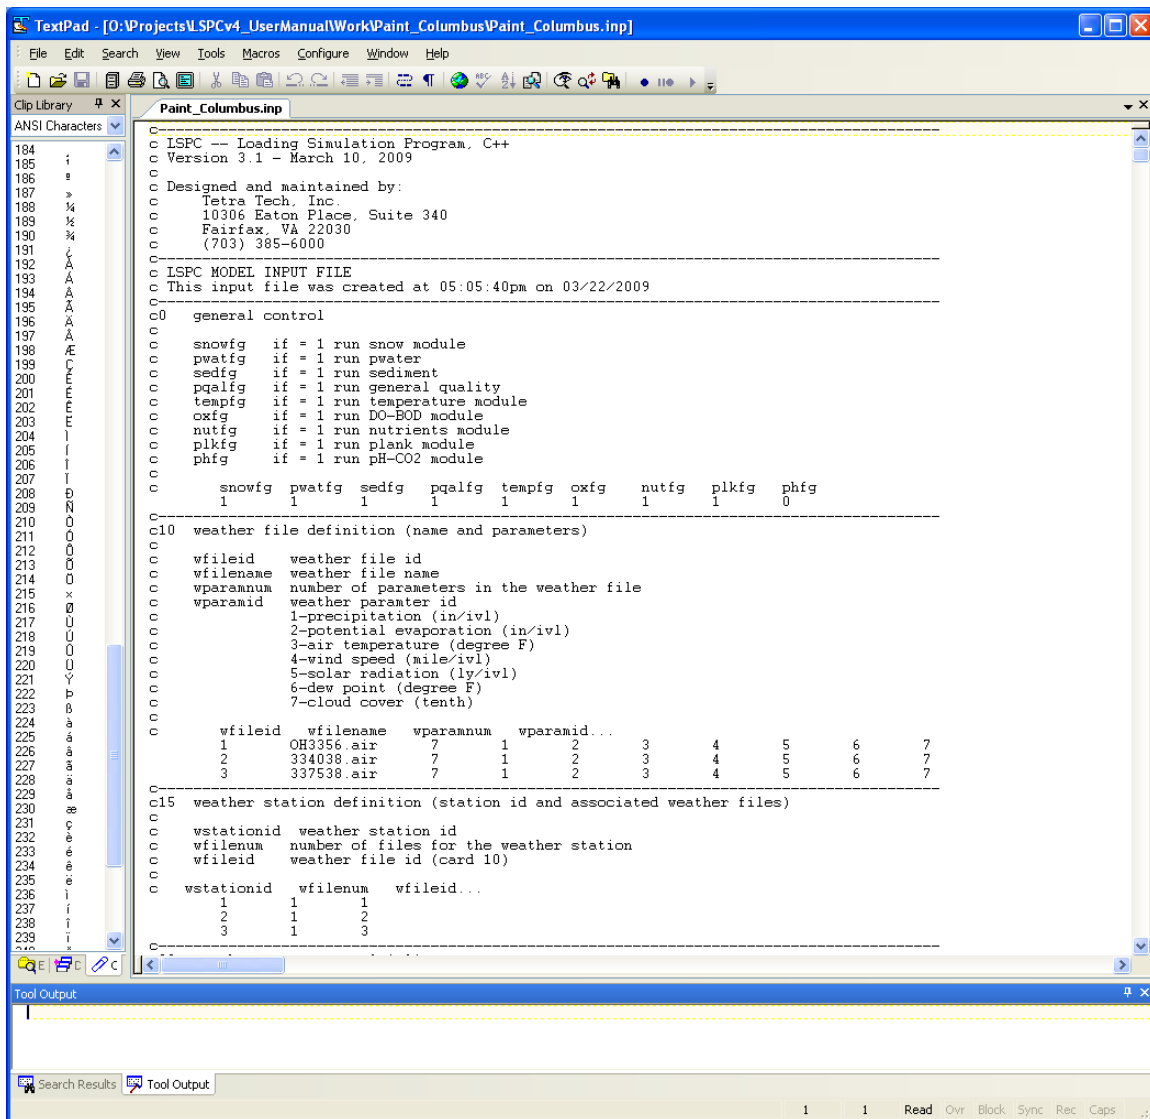 TextPad - [O:\Projects\LSPCv4_UserManual\Work\Paint_Columbus\Paint_Columbus.inp]
File Edit Search View Tools Macros Configure Window Help
Clip Library
Paint_Columbus.inp
ANSI Characters
184 ¸
185 ¹
186 º
187 »
188 ¼
189 ½
190 ¾
191 ¿
192 À
193 Á
194 Â
195 Ã
196 Ä
197 Å
198 Æ
199 Ç
200 È
201 É
202 Ê
203 Ë
204 Ì
205 Í
206 Î
207 Ï
208 Ð
209 Ñ
210 Ò
211 Ó
212 Ô
213 Õ
214 Ö
215 ×
216 Ø
217 Ù
218 Ú
219 Û
220 Ü
221 Ý
222 Þ
223 ß
224 à
225 á
226 â
227 ã
228 ä
229 å
230 æ
231 ç
232 è
233 é
234 ê
235 ë
236 ì
237 í
238 î
239 ï
E D C
c--------------------------------------------------------------------------------
c LSPC -- Loading Simulation Program, C++
c Version 3.1 - March 10, 2009
c
c Designed and maintained by:
c     Tetra Tech, Inc.
c     10306 Eaton Place, Suite 340
c     Fairfax, VA 22030
c     (703) 385-6000
c--------------------------------------------------------------------------------
c LSPC MODEL INPUT FILE
c This input file was created at 05:05:40pm on 03/22/2009
c--------------------------------------------------------------------------------
c0   general control
c
c    snowfg   if = 1 run snow module
c    pwatfg   if = 1 run pwater
c    sedfg    if = 1 run sediment
c    pqalfg   if = 1 run general quality
c    tempfg   if = 1 run temperature module
c    oxfg     if = 1 run DO-BOD module
c    nutfg    if = 1 run nutrients module
c    plkfg    if = 1 run plank module
c    phfg     if = 1 run pH-CO2 module
c
c       snowfg  pwatfg  sedfg   pqalfg  tempfg  oxfg    nutfg   plkfg   phfg
        1       1       1       1       1       1       1       1       0
c--------------------------------------------------------------------------------
c10  weather file definition (name and parameters)
c
c    wfileid    weather file id
c    wfilename  weather file name
c    wparamnum  number of parameters in the weather file
c    wparamid   weather paramter id
c               1-precipitation (in/ivl)
c               2-potential evaporation (in/ivl)
c               3-air temperature (degree F)
c               4-wind speed (mile/ivl)
c               5-solar radiation (ly/ivl)
c               6-dew point (degree F)
c               7-cloud cover (tenth)
c
c       wfileid   wfilename   wparamnum   wparamid...
        1       OH3356.air      7       1       2       3       4       5       6       7
        2       334038.air      7       1       2       3       4       5       6       7
        3       337538.air      7       1       2       3       4       5       6       7
c--------------------------------------------------------------------------------
c15  weather station definition (station id and associated weather files)
c
c    wstationid  weather station id
c    wfilenum   number of files for the weather station
c    wfileid    weather file id (card 10)
c
c   wstationid   wfilenum   wfileid...
        1       1       1
        2       1       2
        3       1       3
c--------------------------------------------------------------------------------
Tool Output
Search Results Tool Output
1 1 Read Ovr Block Sync Rec Caps